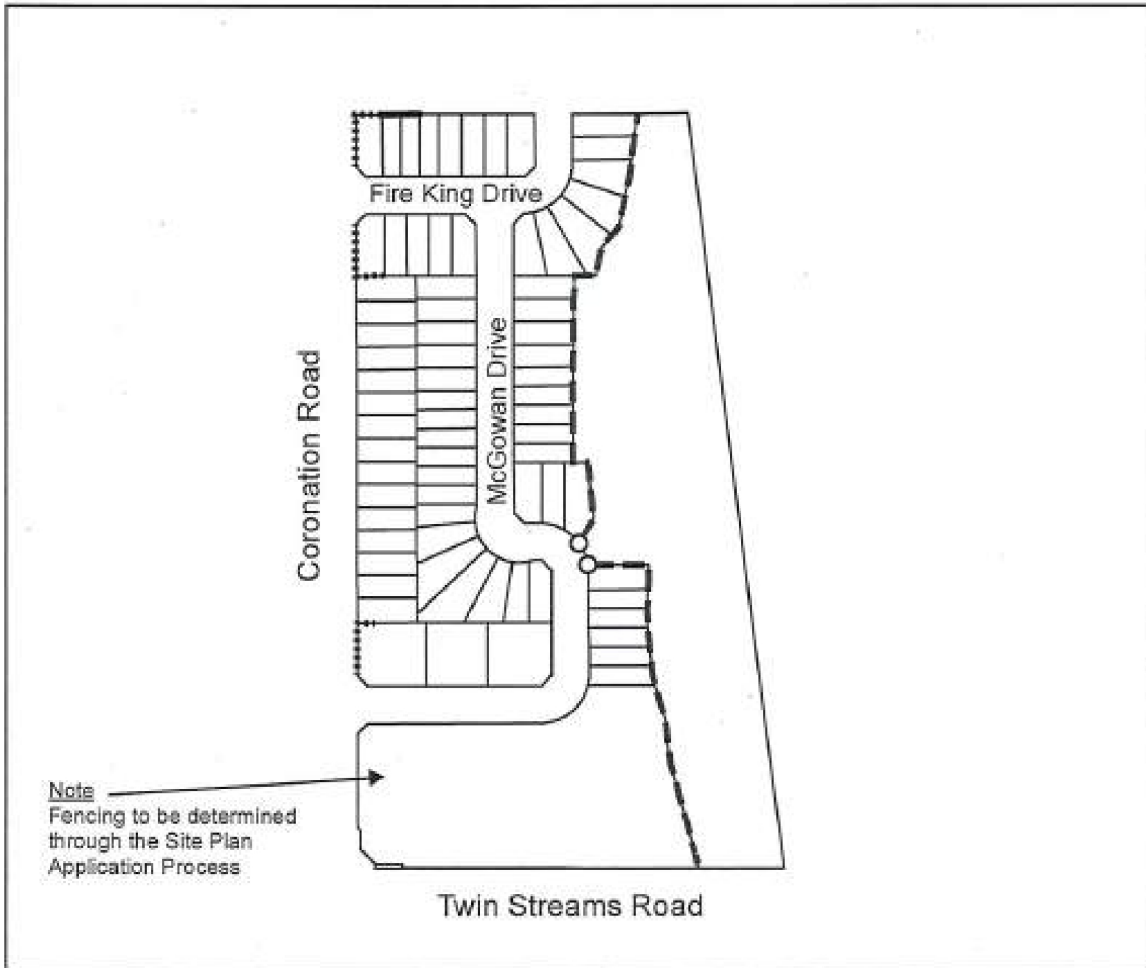 Fire King Drive
McGowan Drive
Coronation Road
Note
Fencing to be determined
through the Site Plan
Application Process
Twin Streams Road